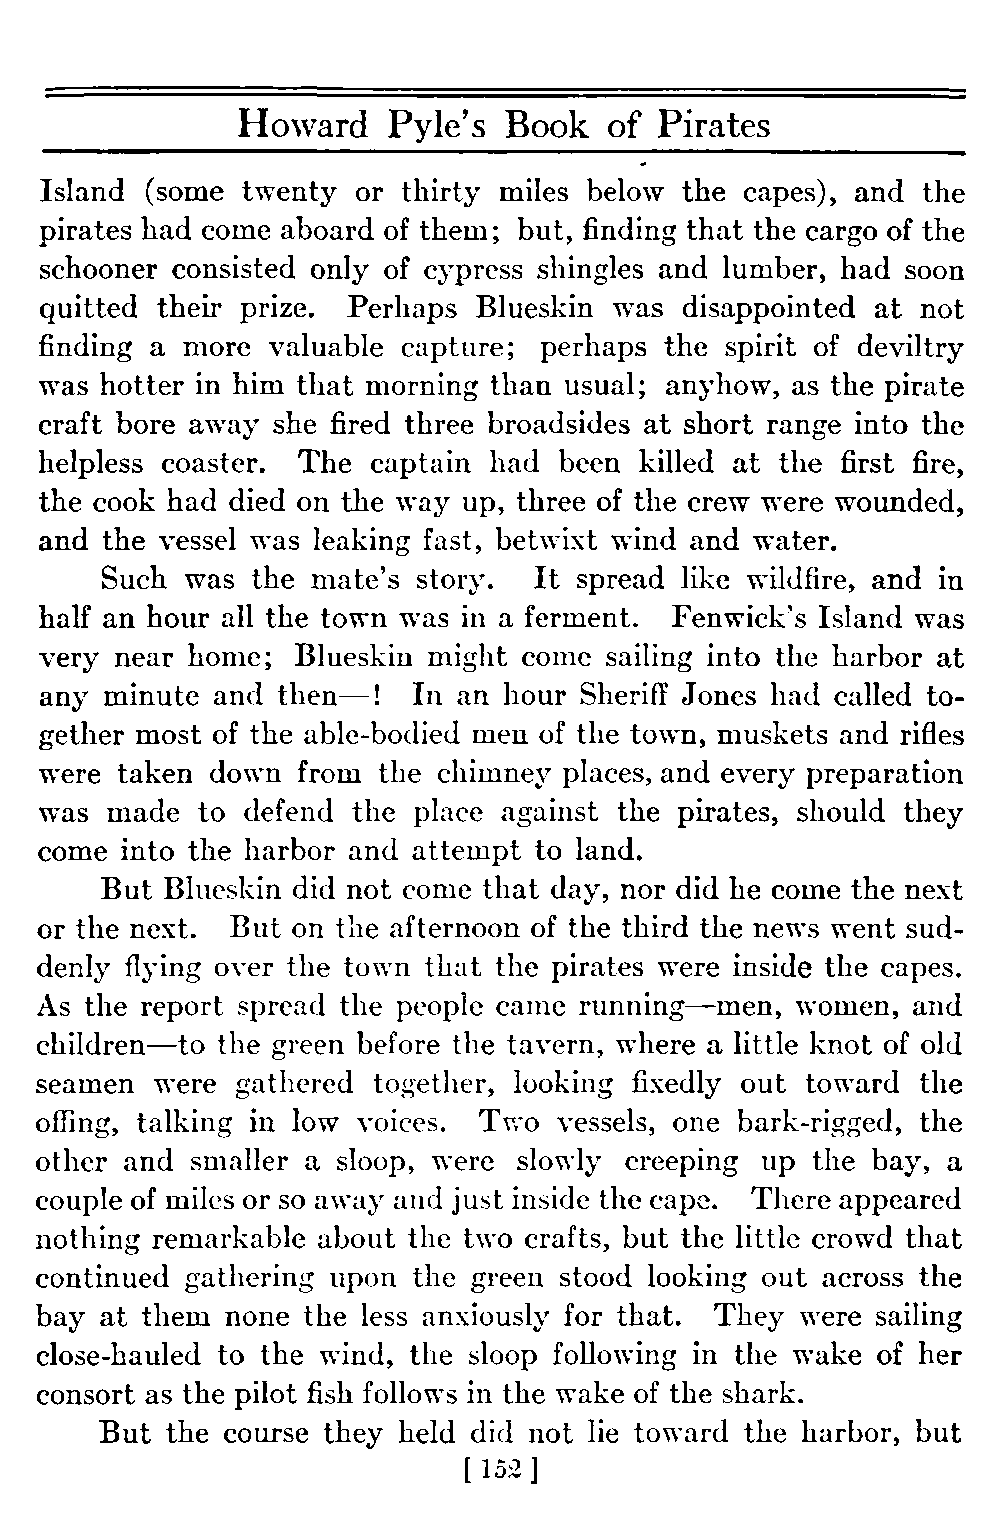 Howard Pyle's Book of Pirates
Island (some twenty or thirty miles below the capes), and the
pirates had come aboard of them; but, finding that the cargo of the
schooner consisted only of cypress shingles and lumber, had soon
quitted their prize. Perhaps Blueskin was disappointed at not
finding a more valuable capture; perhaps the spirit of deviltry
was hotter in him that morning than usual; anyhow, as the pirate
craft bore away she fired three broadsides at short range into the
helpless coaster. The captain had been killed at the first fire,
the cook had died on the way up, three of the crew were wounded,
and the vessel was leaking fast, betwixt wind and water.
Such was the mate's story. It spread like wildfire, and in
half an hour all the town was in a ferment. Fenwick's Island was
very near home; Blueskin might come sailing into the harbor at
any minute and then—! In an hour Sheriff Jones had called to-
gether most of the able-bodied men of the town, muskets and rifles
were taken down from the chimney places, and every preparation
was made to defend the place against the pirates, should they
come into the harbor and attempt to land.
But Blueskin did not come that day, nor did he come the next
or the next. But on the afternoon of the third the news went sud-
denly flying over the town that the pirates were inside the capes.
As the report spread the people came running—men, women, and
children—to the green before the tavern, where a little knot of old
seamen were gathered together, looking fixedly out toward the
offing, talking in low voices. Two vessels, one bark-rigged, the
other and smaller a sloop, were slowly creeping up the bay, a
couple of miles or so away and just inside the cape. There appeared
nothing remarkable about the two crafts, but the little crowd that
continued gathering upon the green stood looking out across the
bay at them none the less anxiously for that. They were sailing
close-hauled to the wind, the sloop following in the wake of her
consort as the pilot fish follows in the wake of the shark.
But the course they held did not lie toward the harbor, but
[ 152 ]